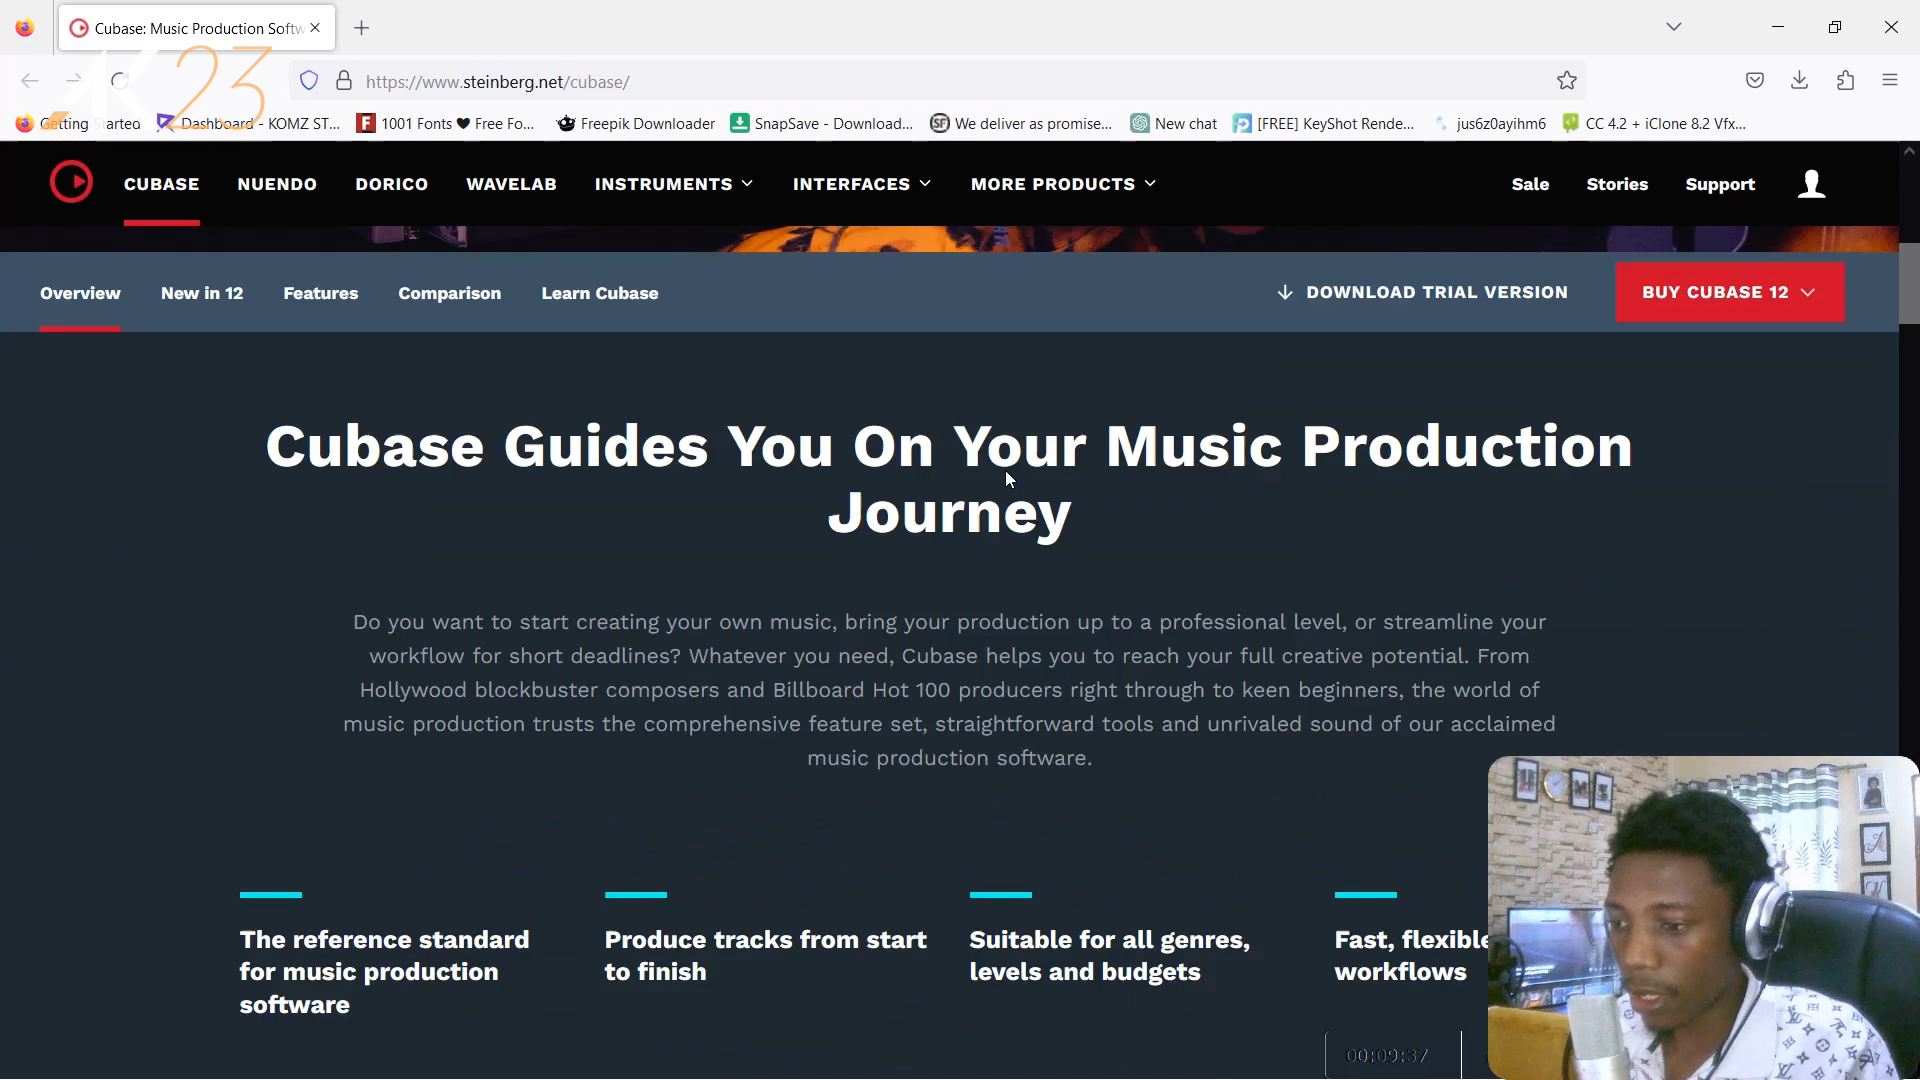 Cubase: Music Production Softw
K23
https://www.steinberg.net/cubase/
Getting Started
Dashboard - KOMZ ST...
1001 Fonts ♥ Free Fo...
Freepik Downloader
SnapSave - Download...
We deliver as promise...
New chat
[FREE] KeyShot Rende...
jus6z0ayihm6
CC 4.2 + iClone 8.2 Vfx...
CUBASE
NUENDO
DORICO
WAVELAB
INSTRUMENTS
INTERFACES
MORE PRODUCTS
Sale
Stories
Support
Overview
New in 12
Features
Comparison
Learn Cubase
DOWNLOAD TRIAL VERSION
BUY CUBASE 12
Cubase Guides You On Your Music Production
Journey
Do you want to start creating your own music, bring your production up to a professional level, or streamline your
workflow for short deadlines? Whatever you need, Cubase helps you to reach your full creative potential. From
Hollywood blockbuster composers and Billboard Hot 100 producers right through to keen beginners, the world of
music production trusts the comprehensive feature set, straightforward tools and unrivaled sound of our acclaimed
music production software.
The reference standard
for music production
software
Produce tracks from start
to finish
Suitable for all genres,
levels and budgets
Fast, flexible
workflows
00:09:37